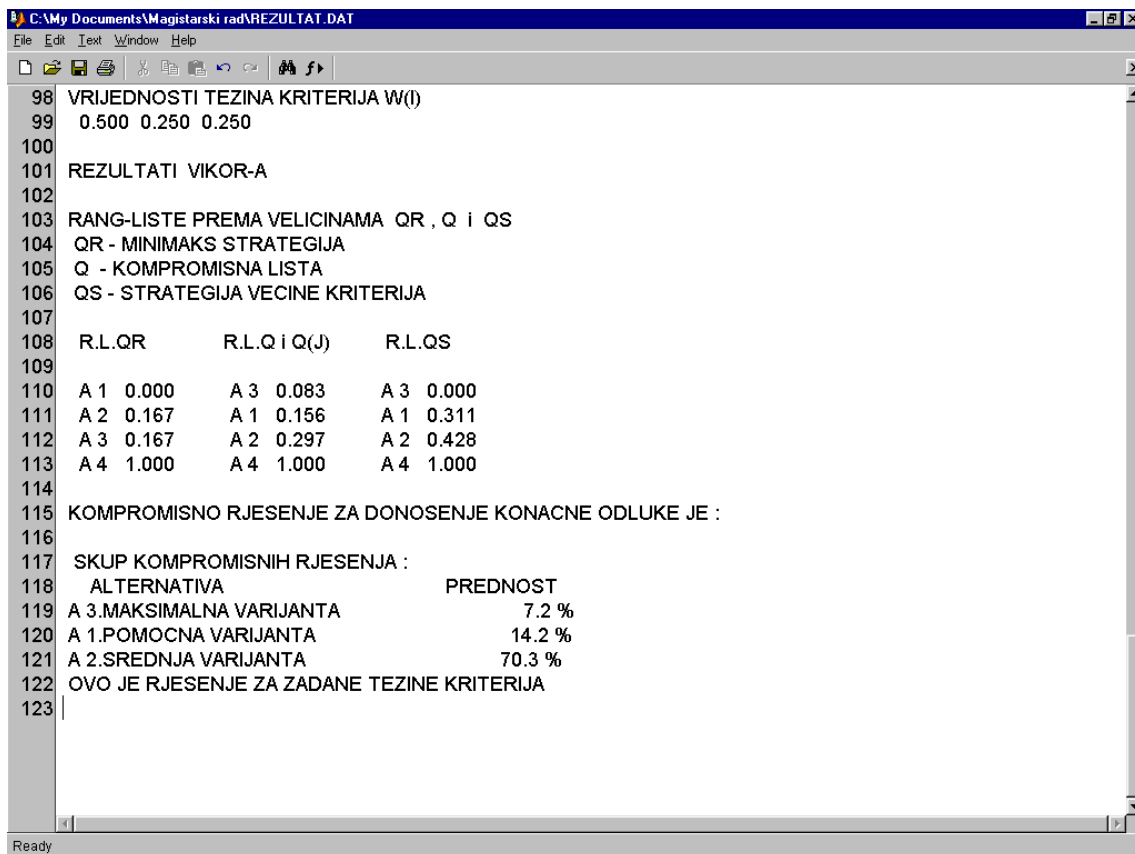 C:\My Documents\Magistarski rad\REZULTAT.DAT
File Edit Text Window Help
98 VRIJEDNOSTI TEZINA KRITERIJA W(I)
99 0.500 0.250 0.250
100
101 REZULTATI VIKOR-A
102
103 RANG-LISTE PREMA VELICINAMA QR , Q i QS
104 QR - MINIMAKS STRATEGIJA
105 Q - KOMPROMISNA LISTA
106 QS - STRATEGIJA VECINE KRITERIJA
107
108 R.L.QR R.L.Q i Q(J) R.L.QS
109
110 A 1 0.000 A 3 0.083 A 3 0.000
111 A 2 0.167 A 1 0.156 A 1 0.311
112 A 3 0.167 A 2 0.297 A 2 0.428
113 A 4 1.000 A 4 1.000 A 4 1.000
114
115 KOMPROMISNO RJESENJE ZA DONOSENJE KONACNE ODLUKE JE :
116
117 SKUP KOMPROMISNIH RJESENJA :
118 ALTERNATIVA PREDNOST
119 A 3.MAKSIMALNA VARIJANTA 7.2 %
120 A 1.POMOCNA VARIJANTA 14.2 %
121 A 2.SREDNJA VARIJANTA 70.3 %
122 OVO JE RJESENJE ZA ZADANE TEZINE KRITERIJA
123
Ready